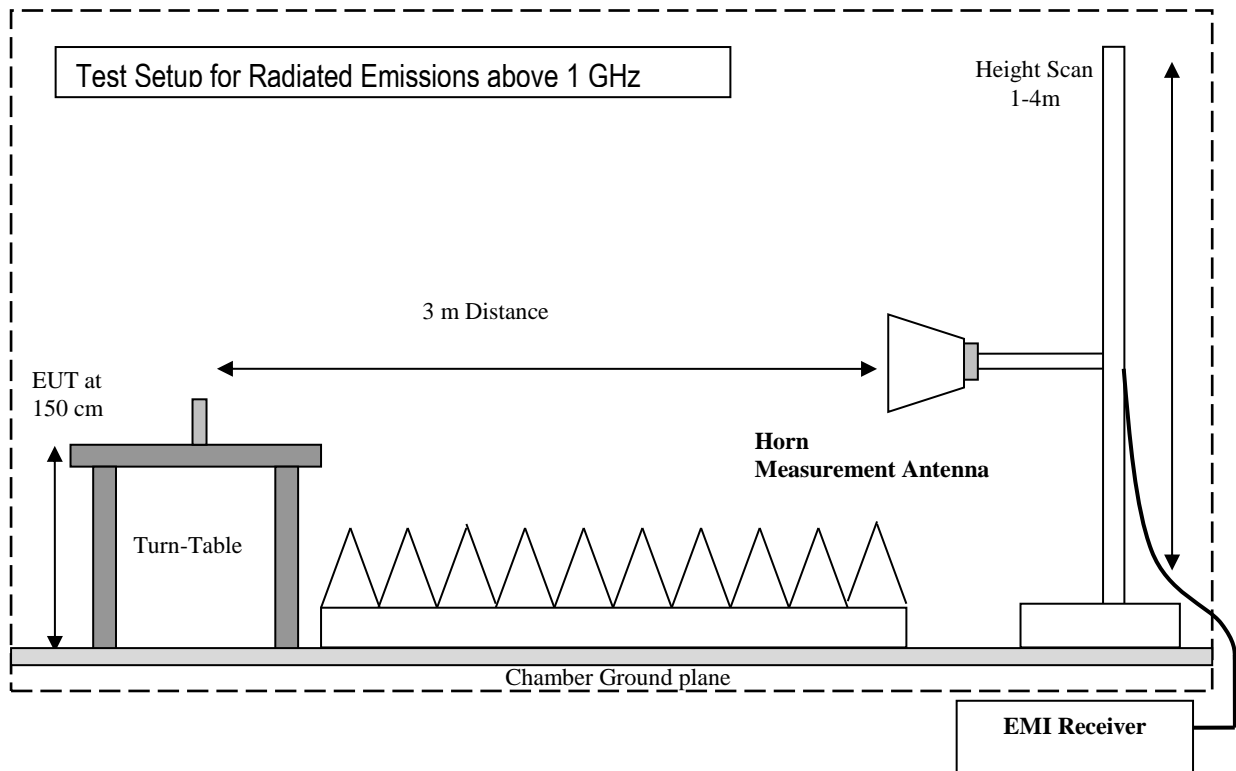 Test Setup for Radiated Emissions above 1 GHz
Height Scan
1-4m
3 m Distance
EUT at
150 cm
Horn
Measurement Antenna
Turn-Table
Chamber Ground plane
EMI Receiver